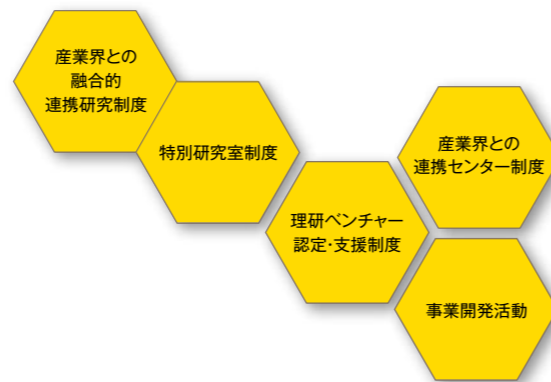 産業界との
融合的
連携研究制度
特別研究室制度
産業界との
連携センター制度
理研ベンチャー
認定・支援制度
事業開発活動